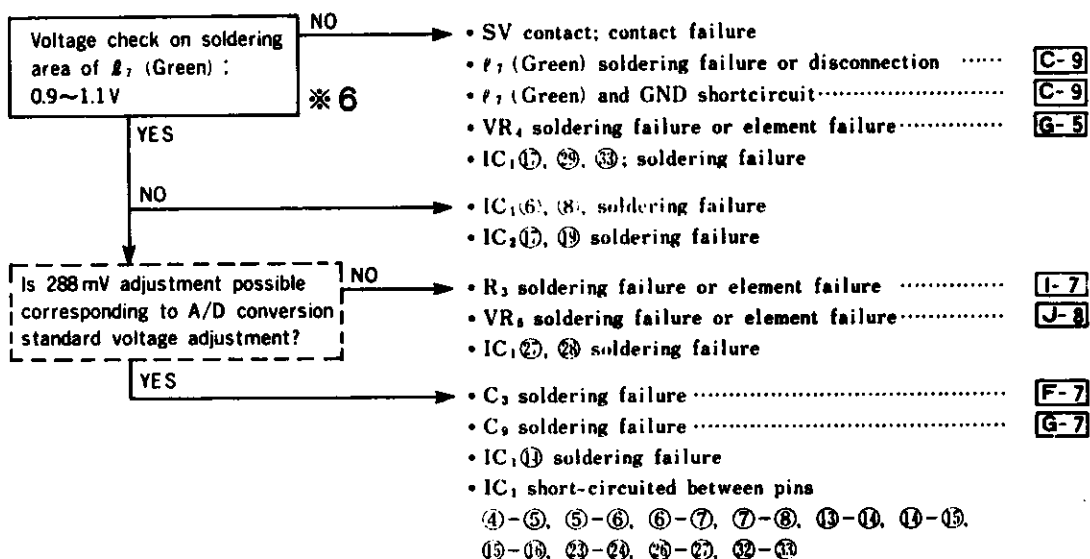 Voltage check on soldering
area of ℓ₇ (Green) :
0.9~1.1V
※6
NO
• SV contact; contact failure
• ℓ₇ (Green) soldering failure or disconnection ······ C-9
• ℓ₇ (Green) and GND shortcircuit ······ C-9
• VR₄ soldering failure or element failure ······ G-5
• IC₁⑰, ㉙, ㉝; soldering failure
YES
NO
• IC₁(6), (8), soldering failure
• IC₂⑰, ⑲ soldering failure
Is 288mV adjustment possible
corresponding to A/D conversion
standard voltage adjustment?
NO
• R₃ soldering failure or element failure ······ I-7
• VR₅ soldering failure or element failure ······ J-8
• IC₁㉗, ㉘ soldering failure
YES
• C₃ soldering failure ······ F-7
• C₉ soldering failure ······ G-7
• IC₁⑭ soldering failure
• IC₁ short-circuited between pins
④-⑤, ⑤-⑥, ⑥-⑦, ⑦-⑧, ⑬-⑭, ⑭-⑮,
⑮-⑯, ㉓-㉔, ㉖-㉗, ㉜-㉝